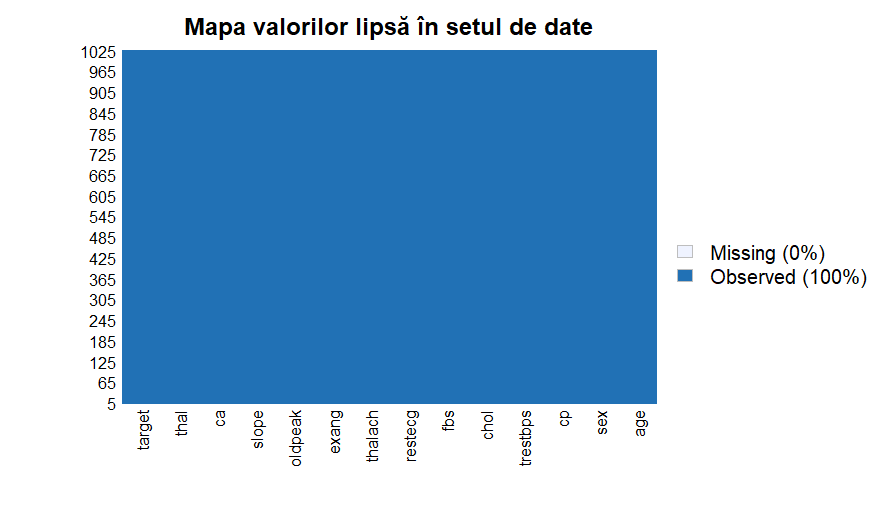 Mapa valorilor lipsă în setul de date
1025
965
905
845
785
725
665
605
545
485
425
365
305
245
185
125
65
5
target
thal
ca
slope
oldpeak
exang
thalach
restecg
fbs
chol
trestbps
cp
sex
age
Missing (0%)
Observed (100%)